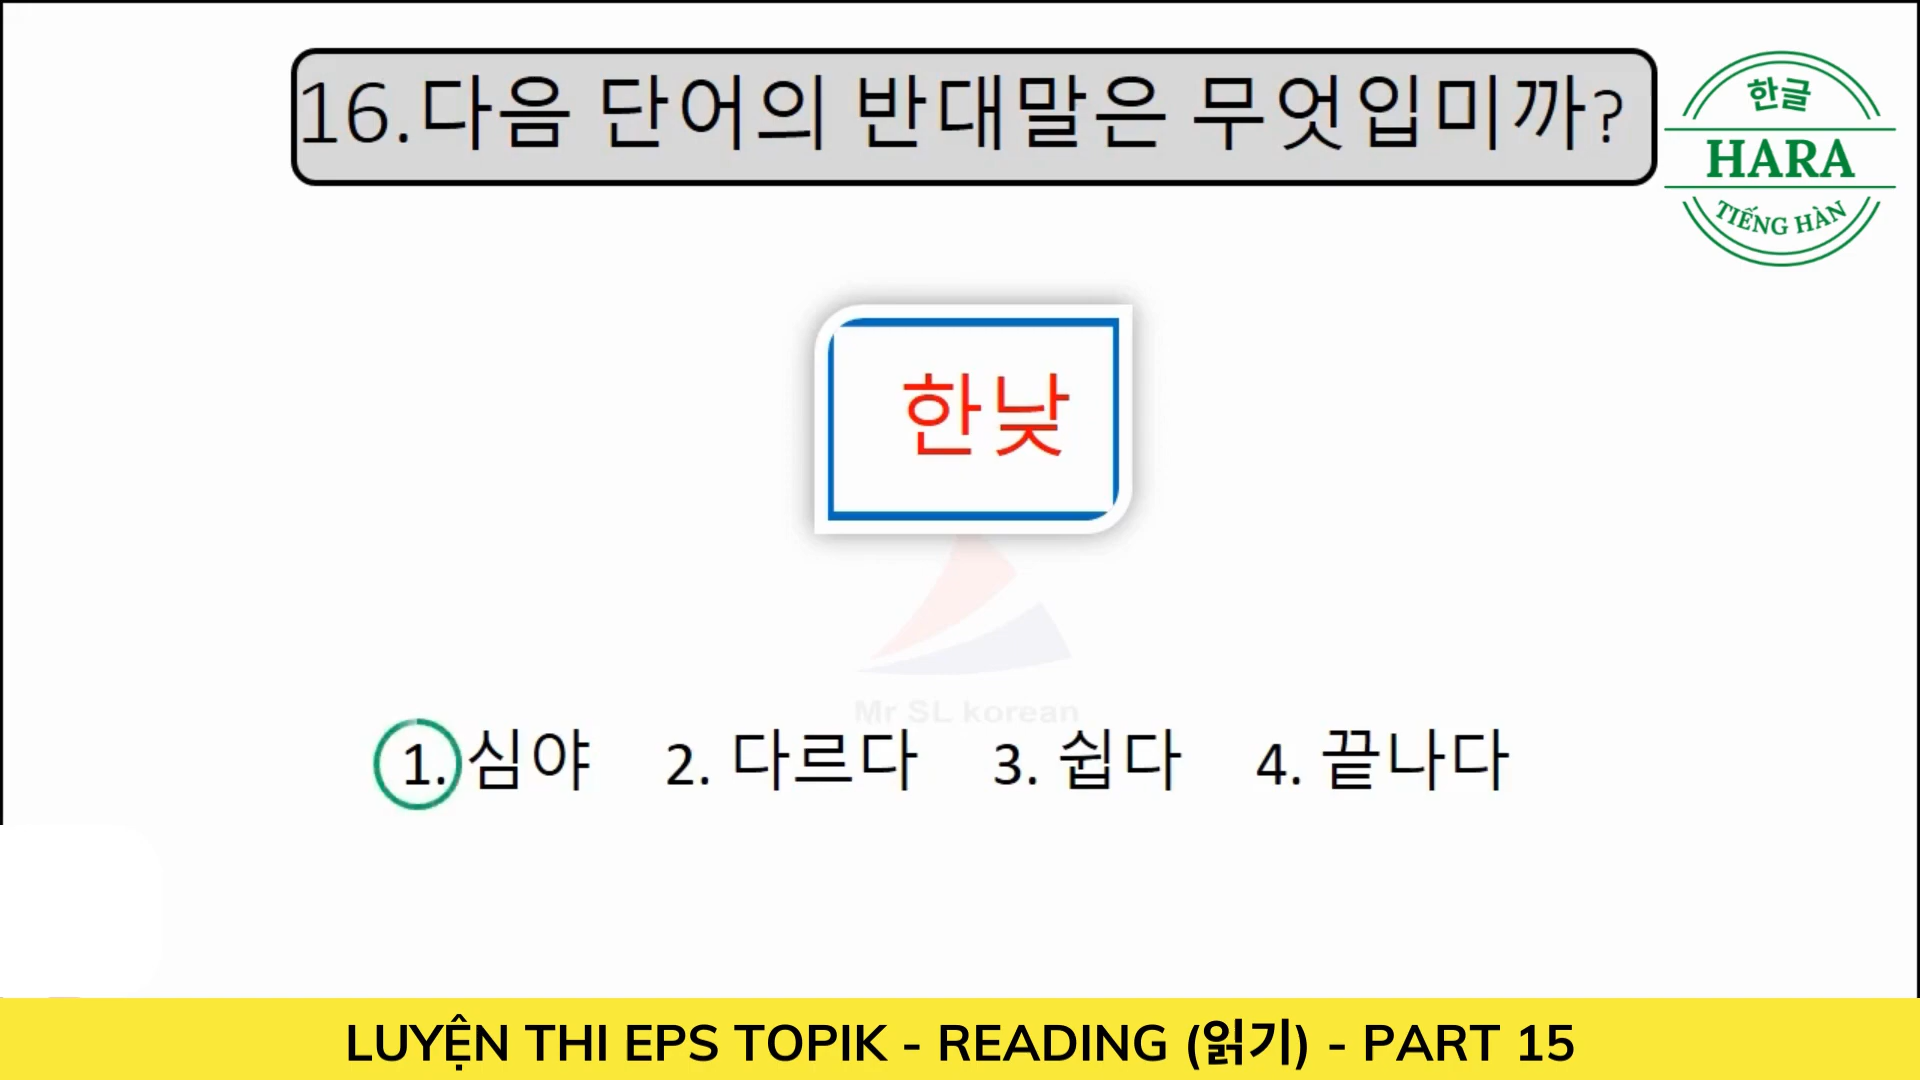 16.다음 단어의 반대말은 무엇입미까?
한글
HARA
TIẾNG HÀN
한낮
Mr SL korean
1. 심야 2. 다르다 3. 쉽다 4. 끝나다
LUYỆN THI EPS TOPIK - READING (읽기) - PART 15